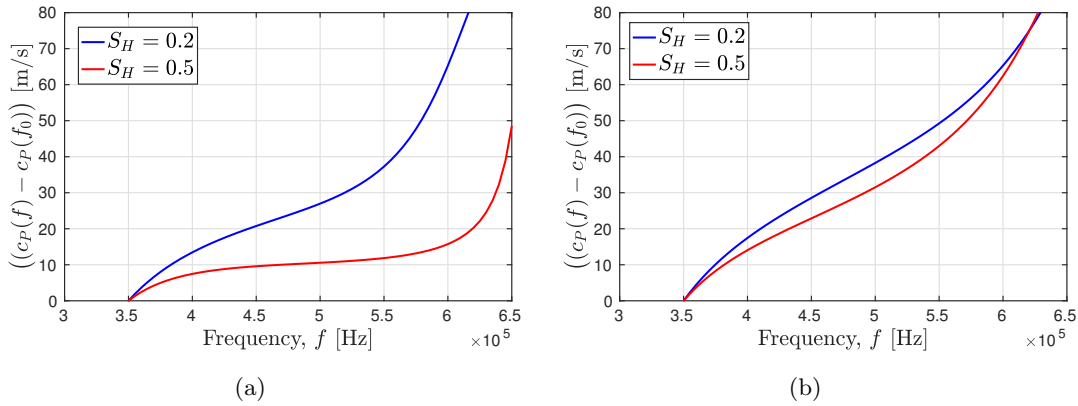 80
70
60
50
40
30
20
10
0
((c_P(f) − c_P(f_0)) [m/s]
S_H = 0.2
S_H = 0.5
3 3.5 4 4.5 5 5.5 6 6.5
Frequency, f [Hz]
×10^5
(a)
80
70
60
50
40
30
20
10
0
((c_P(f) − c_P(f_0)) [m/s]
S_H = 0.2
S_H = 0.5
3 3.5 4 4.5 5 5.5 6 6.5
Frequency, f [Hz]
×10^5
(b)